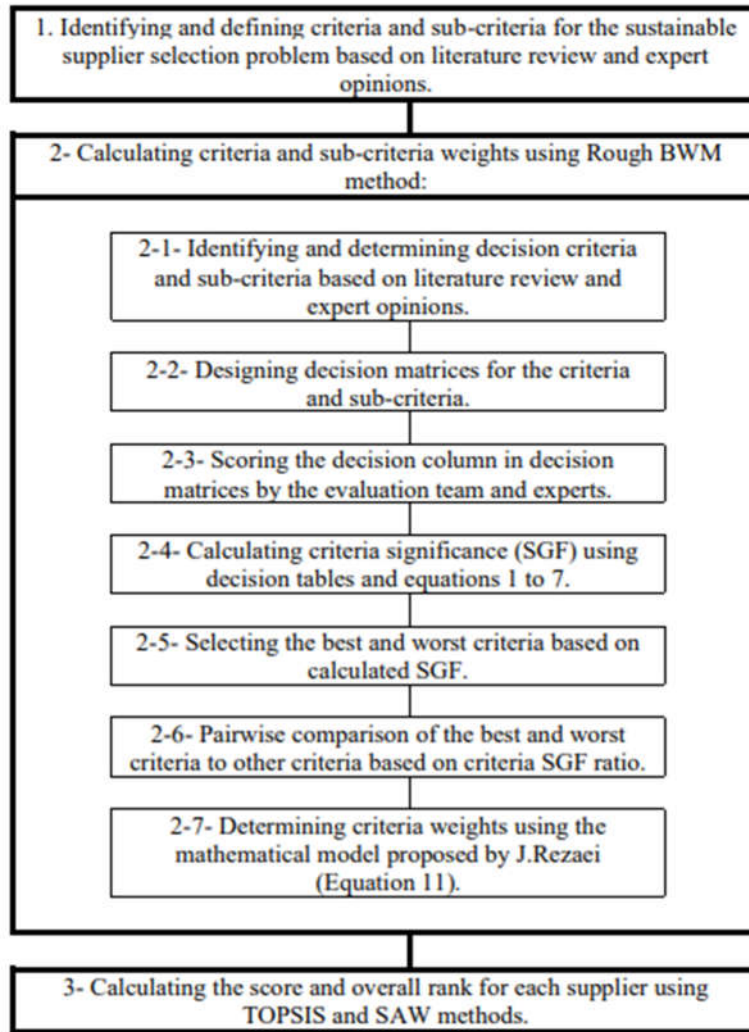 1. Identifying and defining criteria and sub-criteria for the sustainable
supplier selection problem based on literature review and expert
opinions.
2- Calculating criteria and sub-criteria weights using Rough BWM
method:
2-1- Identifying and determining decision criteria
and sub-criteria based on literature review and
expert opinions.
2-2- Designing decision matrices for the criteria
and sub-criteria.
2-3- Scoring the decision column in decision
matrices by the evaluation team and experts.
2-4- Calculating criteria significance (SGF) using
decision tables and equations 1 to 7.
2-5- Selecting the best and worst criteria based on
calculated SGF.
2-6- Pairwise comparison of the best and worst
criteria to other criteria based on criteria SGF ratio.
2-7- Determining criteria weights using the
mathematical model proposed by J.Rezaei
(Equation 11).
3- Calculating the score and overall rank for each supplier using
TOPSIS and SAW methods.